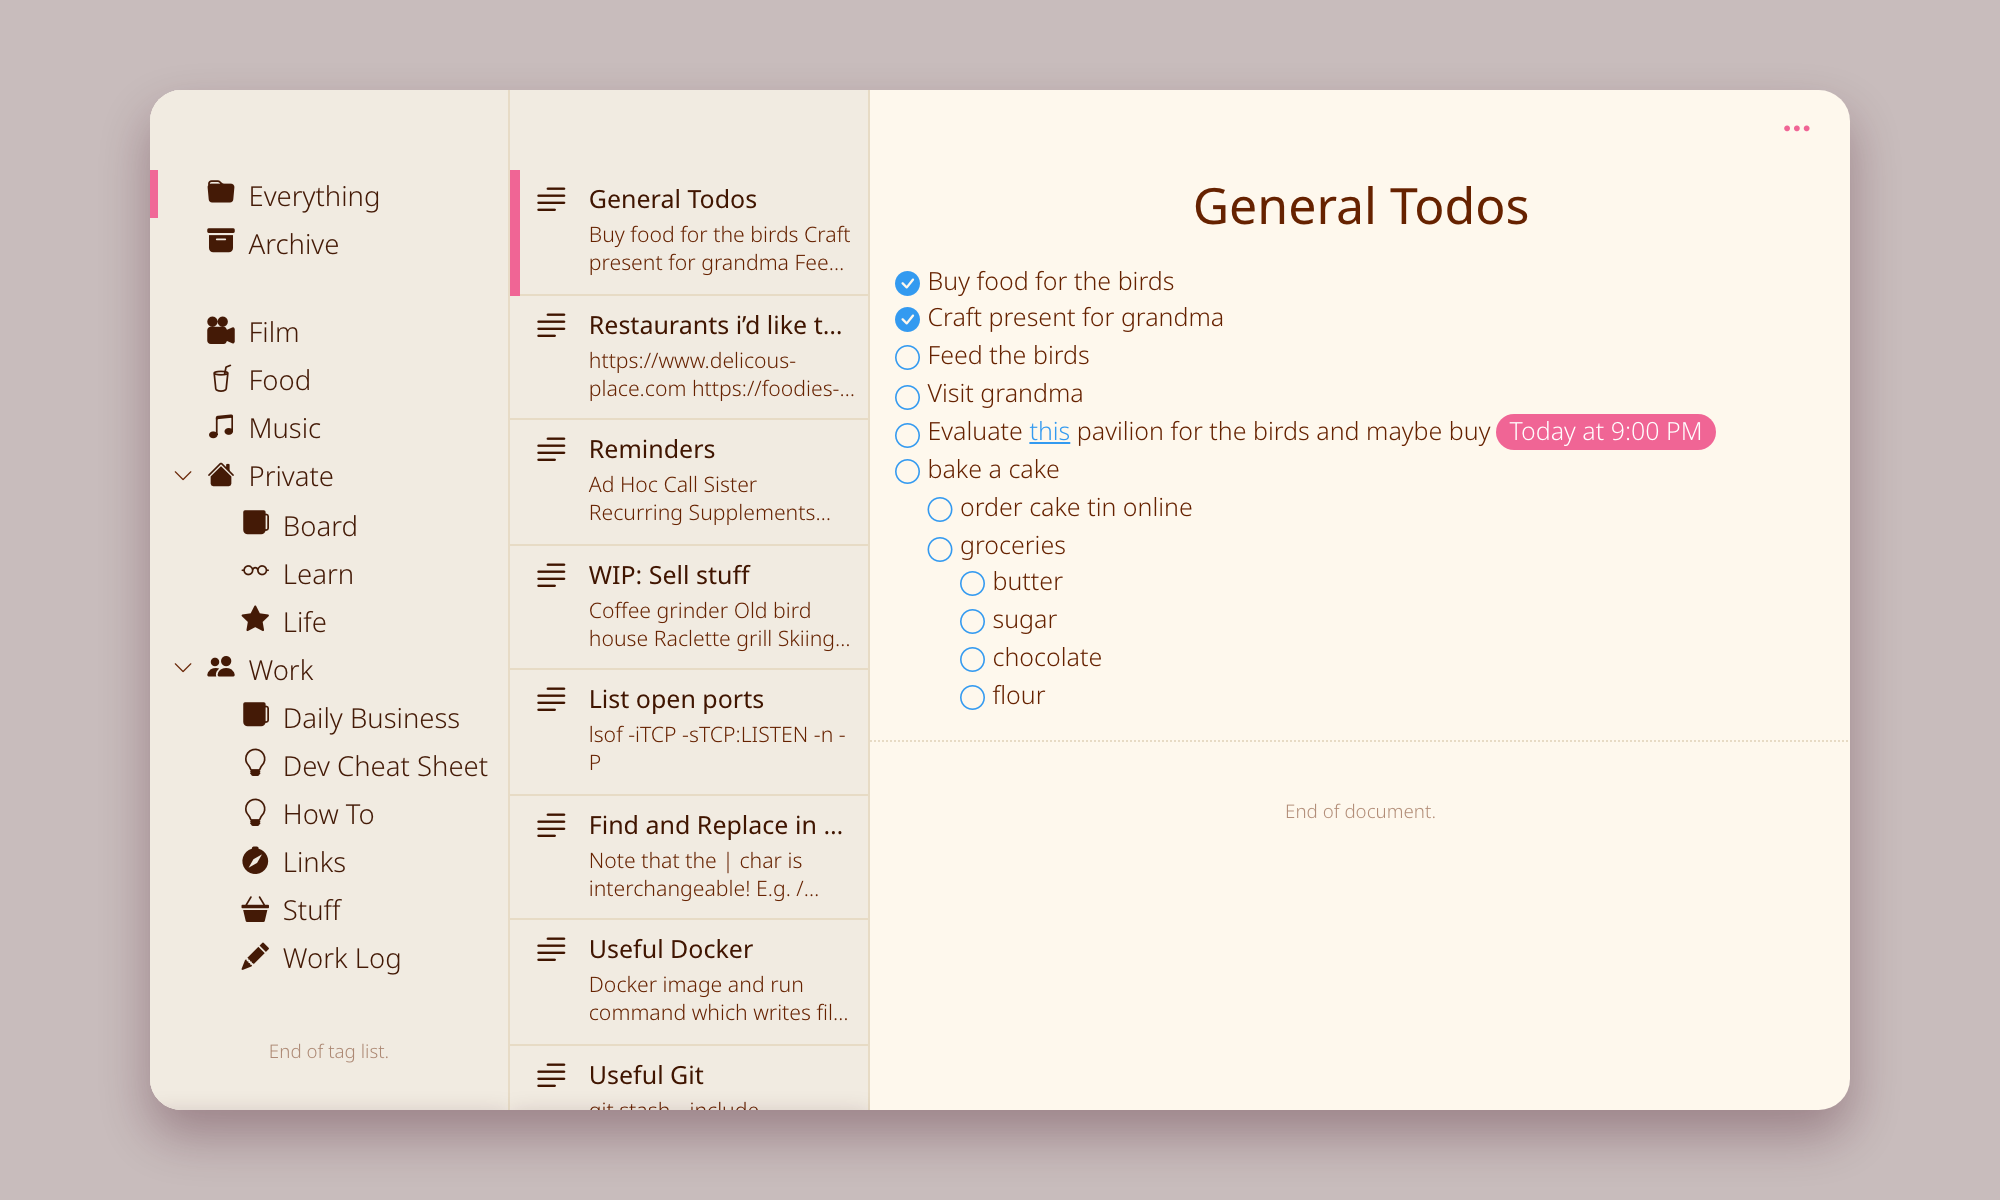 Everything
Archive
Film
Food
Music
Private
Board
Learn
Life
Work
Daily Business
Dev Cheat Sheet
How To
Links
Stuff
Work Log
End of tag list.
General Todos
Buy food for the birds Craft
present for grandma Fee...
Restaurants i’d like t...
https://www.delicous-
place.com https://foodies-...
Reminders
Ad Hoc Call Sister
Recurring Supplements...
WIP: Sell stuff
Coffee grinder Old bird
house Raclette grill Skiing...
List open ports
lsof -iTCP -sTCP:LISTEN -n -
P
Find and Replace in ...
Note that the | char is
interchangeable! E.g. /...
Useful Docker
Docker image and run
command which writes fil...
Useful Git
git stash --include
General Todos
Buy food for the birds
Craft present for grandma
Feed the birds
Visit grandma
Evaluate this pavilion for the birds and maybe buy Today at 9:00 PM
bake a cake
order cake tin online
groceries
butter
sugar
chocolate
flour
End of document.